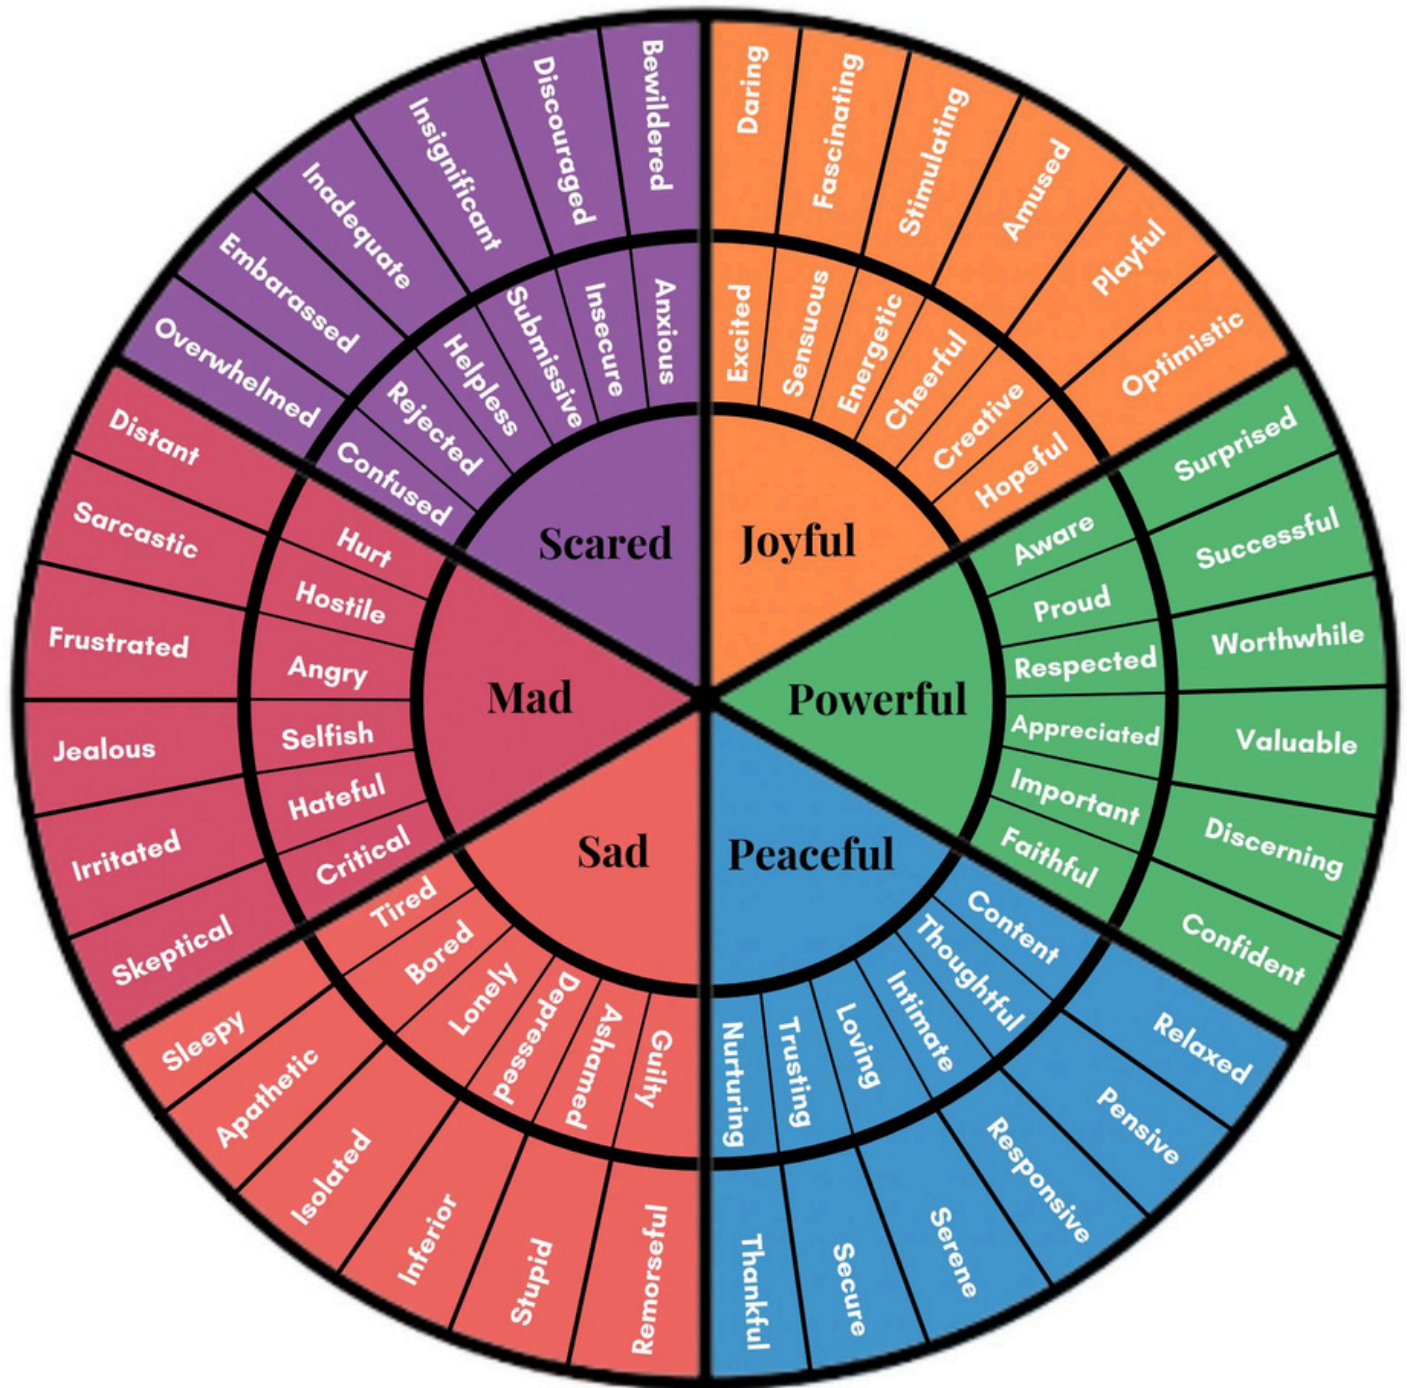 Bewildered
Discouraged
Insignificant
Inadequate
Embarassed
Overwhelmed
Anxious
Insecure
Submissive
Helpless
Rejected
Confused
Scared
Daring
Fascinating
Stimulating
Amused
Playful
Optimistic
Excited
Sensuous
Energetic
Cheerful
Creative
Hopeful
Joyful
Surprised
Successful
Worthwhile
Valuable
Discerning
Confident
Aware
Proud
Respected
Appreciated
Important
Faithful
Powerful
Relaxed
Pensive
Responsive
Serene
Secure
Thankful
Content
Thoughtful
Intimate
Loving
Trusting
Nurturing
Peaceful
Remorseful
Stupid
Inferior
Isolated
Apathetic
Sleepy
Guilty
Ashamed
Depressed
Lonely
Bored
Tired
Sad
Skeptical
Irritated
Jealous
Frustrated
Sarcastic
Distant
Critical
Hateful
Selfish
Angry
Hostile
Hurt
Mad